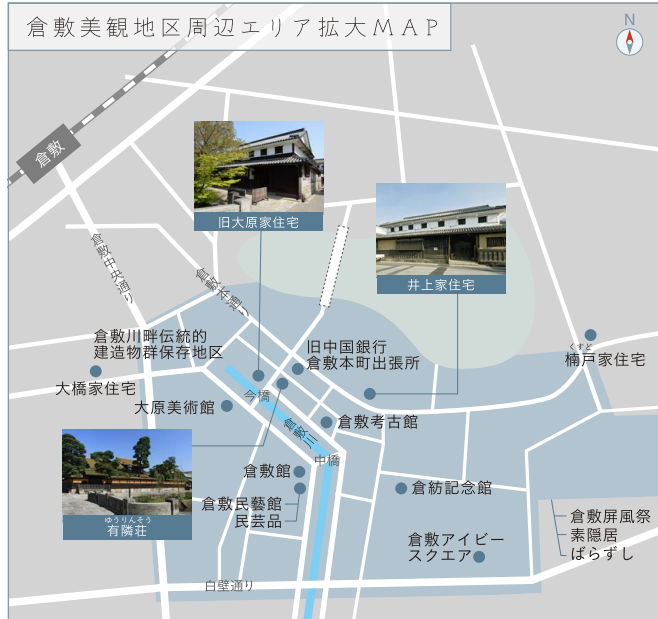 倉敷美観地区周辺エリア拡大MAP
N
倉敷
旧大原家住宅
井上家住宅
倉敷中央通り
倉敷本通り
倉敷川畔伝統的
建造物群保存地区
旧中国銀行
倉敷本町出張所
くすど
楠戸家住宅
大橋家住宅
今橋
大原美術館
倉敷考古館
倉敷川
中橋
倉敷館
倉紡記念館
倉敷民藝館
民芸品
ゆうりんそう
有隣荘
倉敷屏風祭
素隠居
ばらずし
倉敷アイビー
スクエア
白壁通り